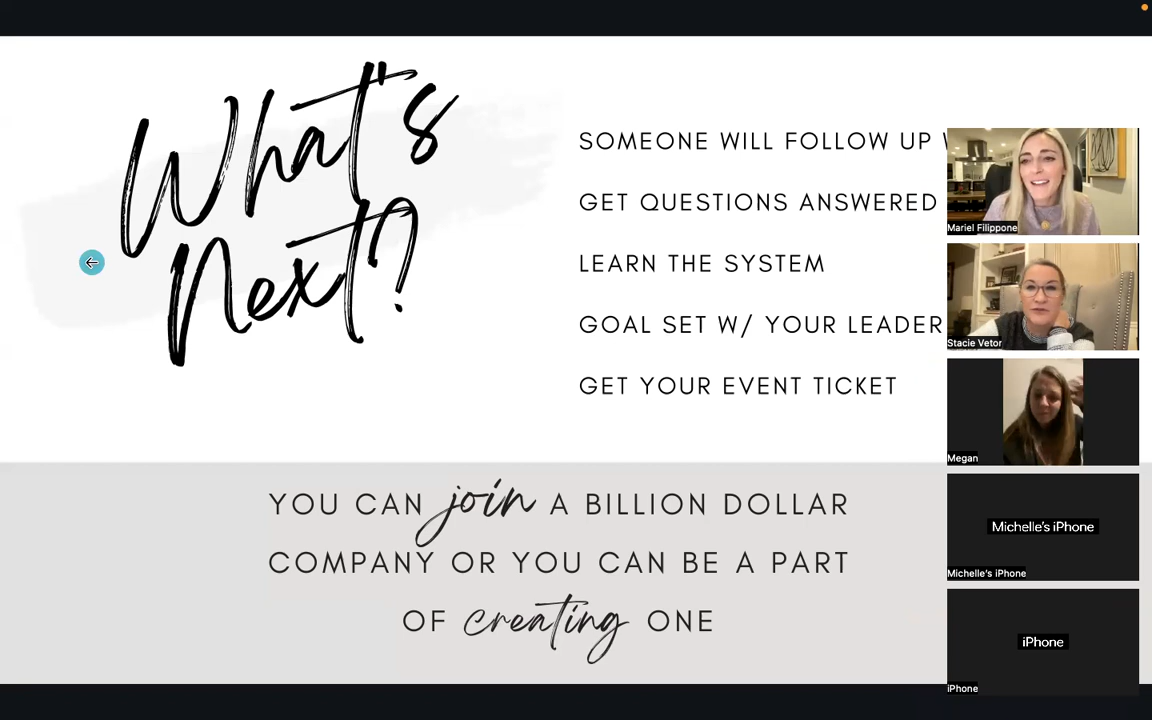 What's
Next?
SOMEONE WILL FOLLOW UP
GET QUESTIONS ANSWERED
LEARN THE SYSTEM
GOAL SET W/ YOUR LEADER
GET YOUR EVENT TICKET
YOU CAN join A BILLION DOLLAR
COMPANY OR YOU CAN BE A PART
OF creating ONE
Mariel Filippone
Stacie Vetor
Megan
Michelle's iPhone
Michelle's iPhone
iPhone
iPhone